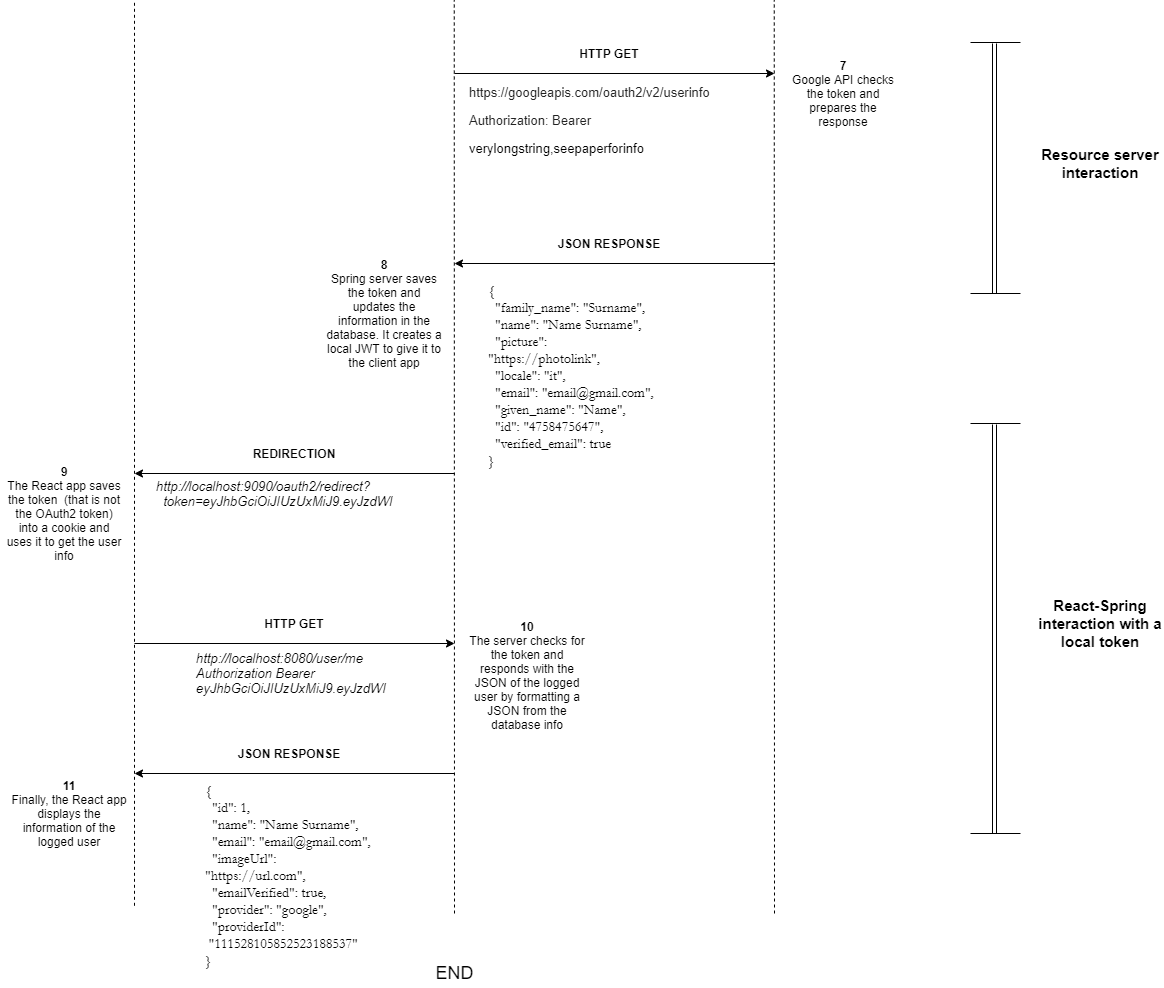 HTTP GET
https://googleapis.com/oauth2/v2/userinfo
Authorization: Bearer
verylongstring,seepaperforinfo
7
Google API checks
the token and
prepares the
response
Resource server
interaction
JSON RESPONSE
8
Spring server saves
the token and
updates the
information in the
database. It creates a
local JWT to give it to
the client app
{
"family_name": "Surname",
"name": "Name Surname",
"picture":
"https://photolink",
"locale": "it",
"email": "email@gmail.com",
"given_name": "Name",
"id": "4758475647",
"verified_email": true
}
REDIRECTION
http://localhost:9090/oauth2/redirect?
token=eyJhbGciOiJIUzUxMiJ9.eyJzdWI
9
The React app saves
the token (that is not
the OAuth2 token)
into a cookie and
uses it to get the user
info
HTTP GET
http://localhost:8080/user/me
Authorization Bearer
eyJhbGciOiJIUzUxMiJ9.eyJzdWI
10
The server checks for
the token and
responds with the
JSON of the logged
user by formatting a
JSON from the
database info
React-Spring
interaction with a
local token
JSON RESPONSE
11
Finally, the React app
displays the
information of the
logged user
{
"id": 1,
"name": "Name Surname",
"email": "email@gmail.com",
"imageUrl":
"https://url.com",
"emailVerified": true,
"provider": "google",
"providerId":
"111528105852523188537"
}
END